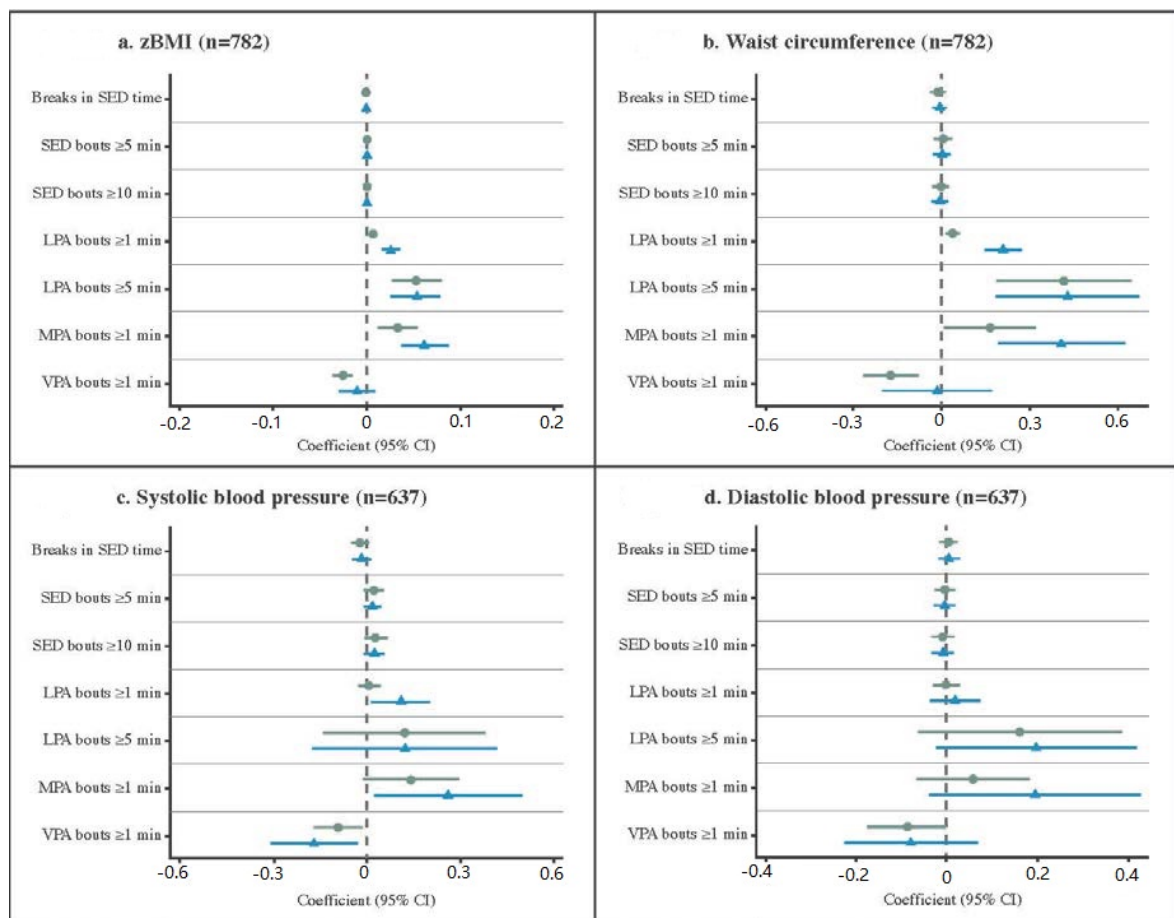 a. zBMI (n=782)
Breaks in SED time
SED bouts ≥5 min
SED bouts ≥10 min
LPA bouts ≥1 min
LPA bouts ≥5 min
MPA bouts ≥1 min
VPA bouts ≥1 min
-0.2 -0.1 0 0.1 0.2
Coefficient (95% CI)
b. Waist circumference (n=782)
Breaks in SED time
SED bouts ≥5 min
SED bouts ≥10 min
LPA bouts ≥1 min
LPA bouts ≥5 min
MPA bouts ≥1 min
VPA bouts ≥1 min
-0.6 -0.3 0 0.3 0.6
Coefficient (95% CI)
c. Systolic blood pressure (n=637)
Breaks in SED time
SED bouts ≥5 min
SED bouts ≥10 min
LPA bouts ≥1 min
LPA bouts ≥5 min
MPA bouts ≥1 min
VPA bouts ≥1 min
-0.6 -0.3 0 0.3 0.6
Coefficient (95% CI)
d. Diastolic blood pressure (n=637)
Breaks in SED time
SED bouts ≥5 min
SED bouts ≥10 min
LPA bouts ≥1 min
LPA bouts ≥5 min
MPA bouts ≥1 min
VPA bouts ≥1 min
-0.4 -0.2 0 0.2 0.4
Coefficient (95% CI)